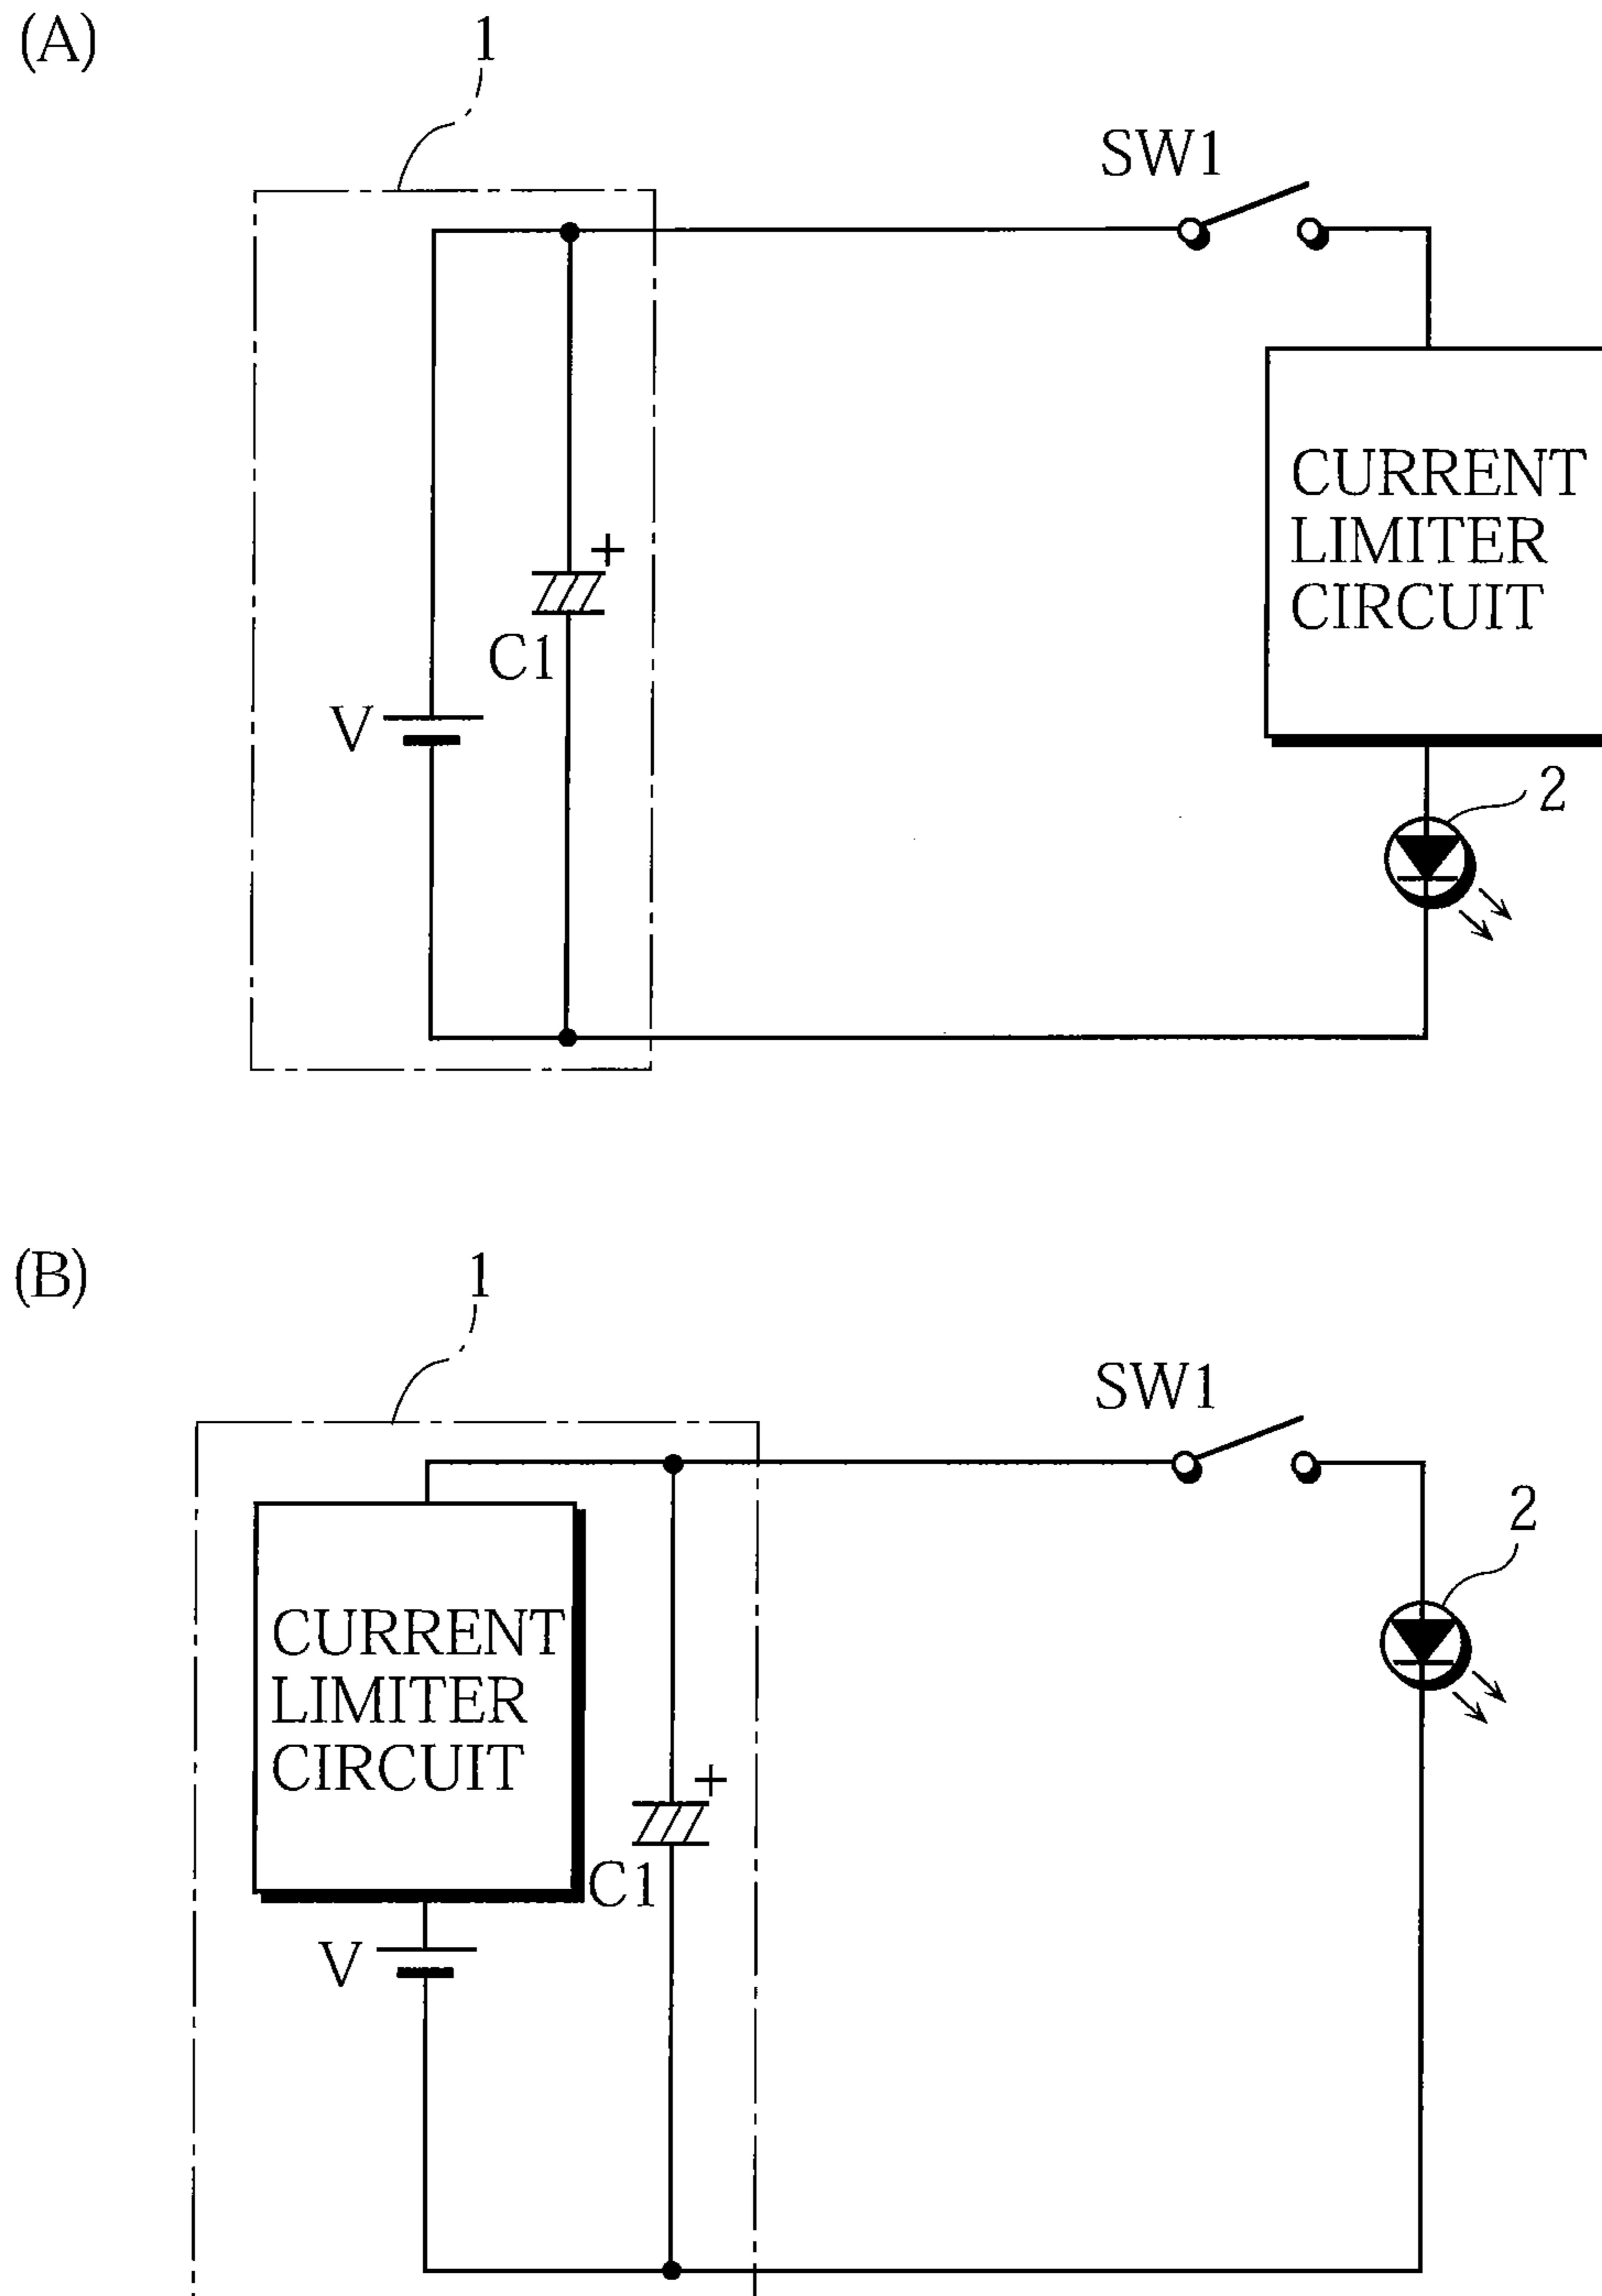 (A)
1
SW1
CURRENT
LIMITER
CIRCUIT
+
C1
V
2
(B)
1
SW1
2
CURRENT
LIMITER
CIRCUIT
+
C1
V